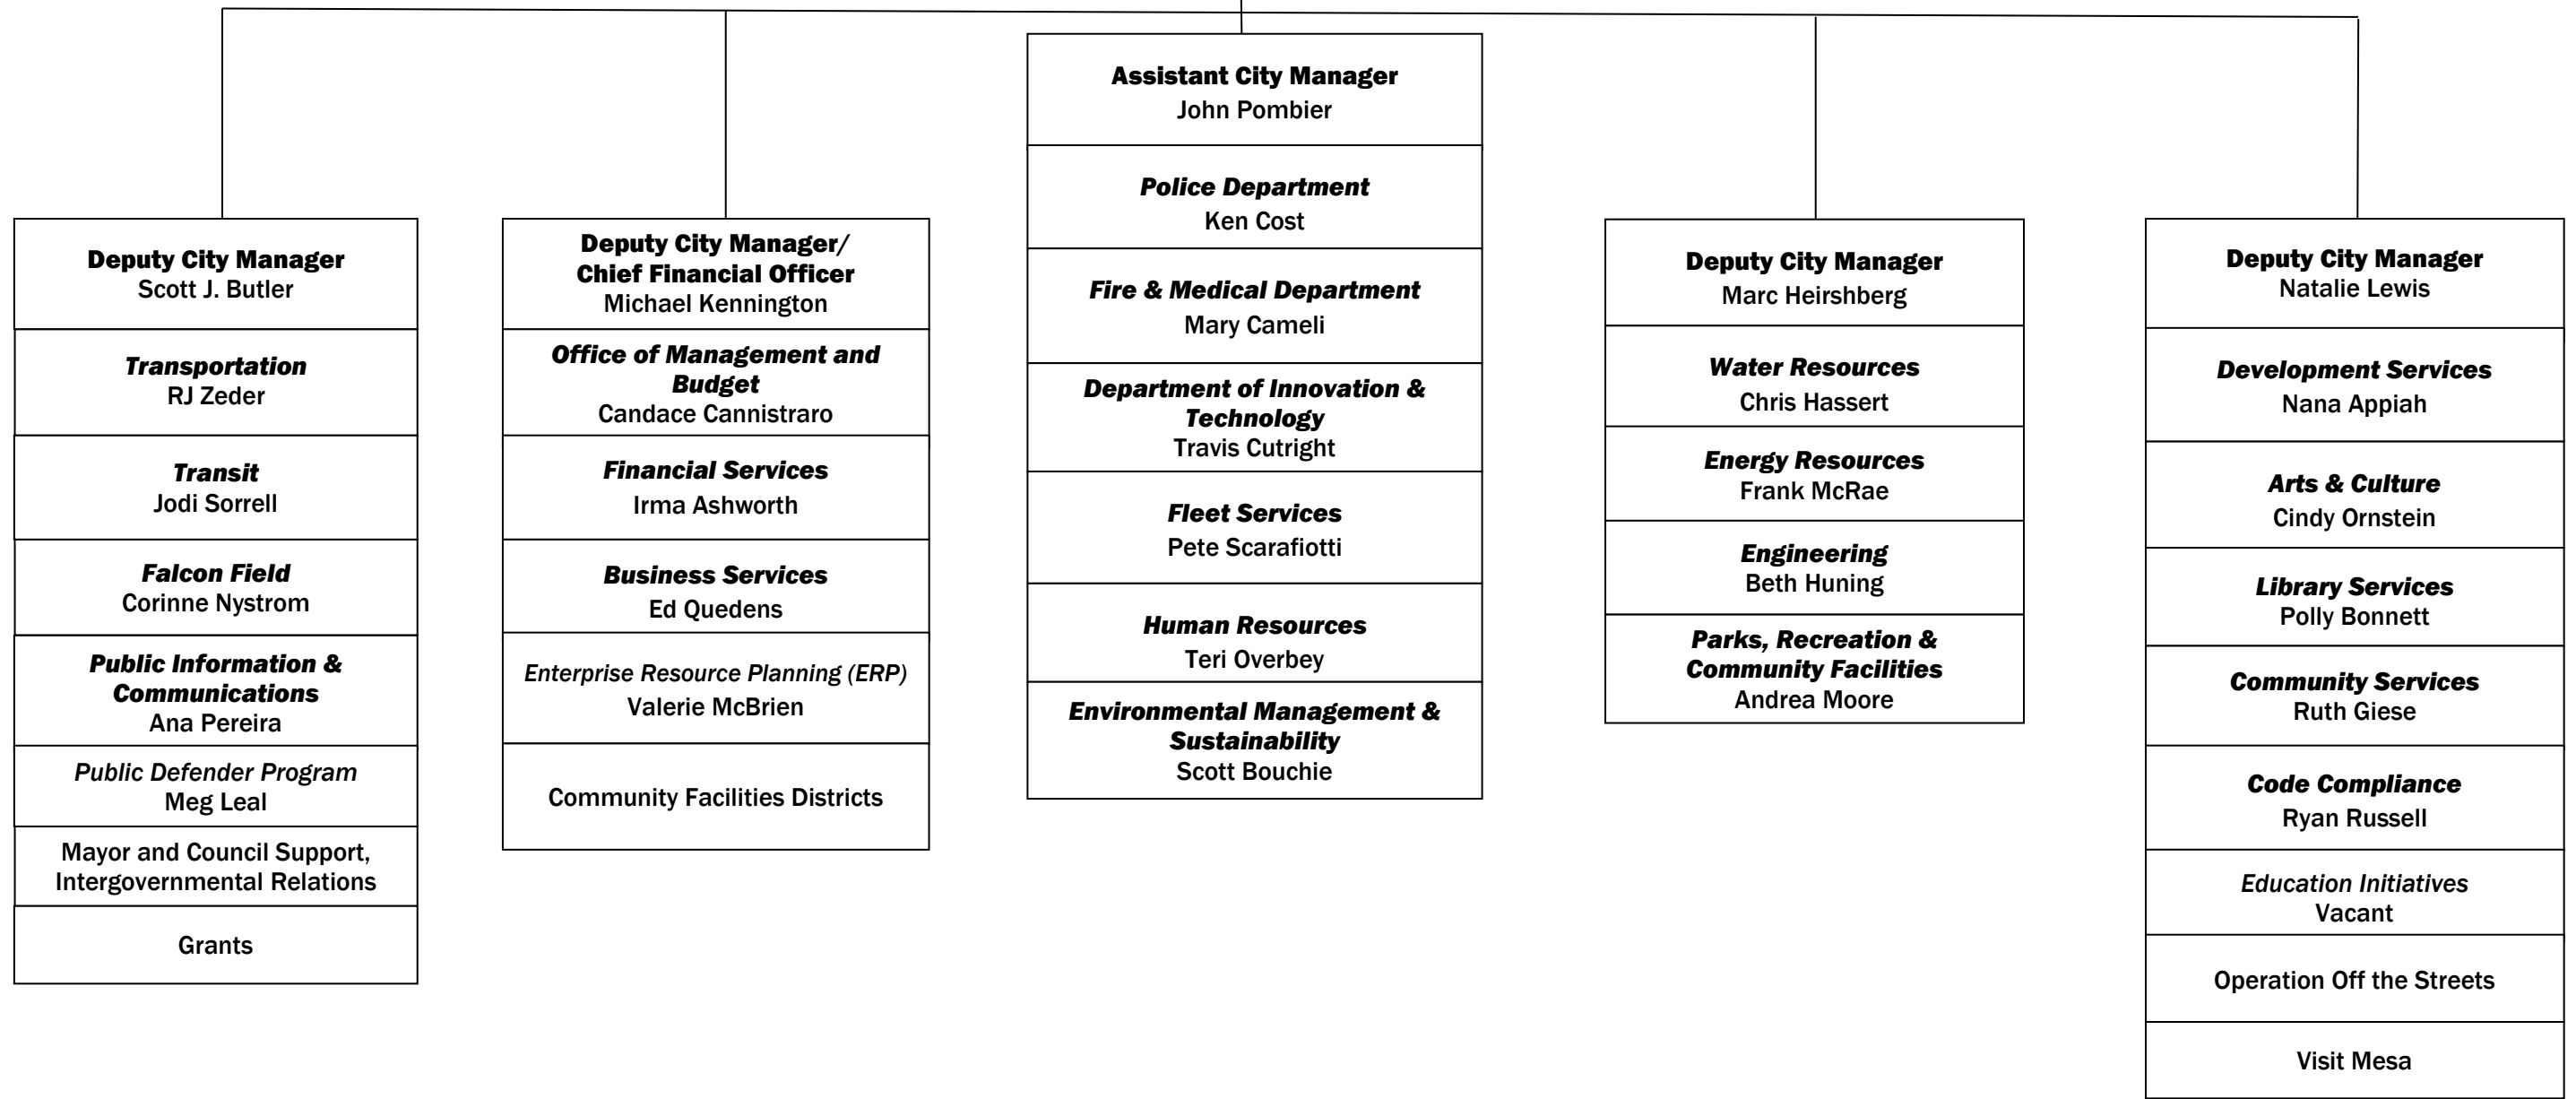 Deputy City Manager
Scott J. Butler
Transportation
RJ Zeder
Transit
Jodi Sorrell
Falcon Field
Corinne Nystrom
Public Information &
Communications
Ana Pereira
Public Defender Program
Meg Leal
Mayor and Council Support,
Intergovernmental Relations
Grants
Deputy City Manager/
Chief Financial Officer
Michael Kennington
Office of Management and
Budget
Candace Cannistraro
Financial Services
Irma Ashworth
Business Services
Ed Quedens
Enterprise Resource Planning (ERP)
Valerie McBrien
Community Facilities Districts
Assistant City Manager
John Pombier
Police Department
Ken Cost
Fire & Medical Department
Mary Cameli
Department of Innovation &
Technology
Travis Cutright
Fleet Services
Pete Scarafiotti
Human Resources
Teri Overbey
Environmental Management &
Sustainability
Scott Bouchie
Deputy City Manager
Marc Heirshberg
Water Resources
Chris Hassert
Energy Resources
Frank McRae
Engineering
Beth Huning
Parks, Recreation &
Community Facilities
Andrea Moore
Deputy City Manager
Natalie Lewis
Development Services
Nana Appiah
Arts & Culture
Cindy Ornstein
Library Services
Polly Bonnett
Community Services
Ruth Giese
Code Compliance
Ryan Russell
Education Initiatives
Vacant
Operation Off the Streets
Visit Mesa